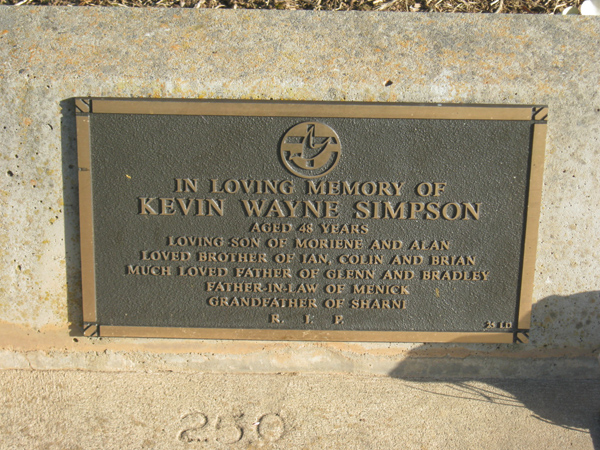 IN LOVING MEMORY OF
KEVIN WAYNE SIMPSON
AGED 48 YEARS
LOVING SON OF MORIENE AND ALAN
LOVED BROTHER OF IAN, COLIN AND BRIAN
MUCH LOVED FATHER OF GLENN AND BRADLEY
FATHER-IN-LAW OF MENICK
GRANDFATHER OF SHARNI
R. I. P.
250